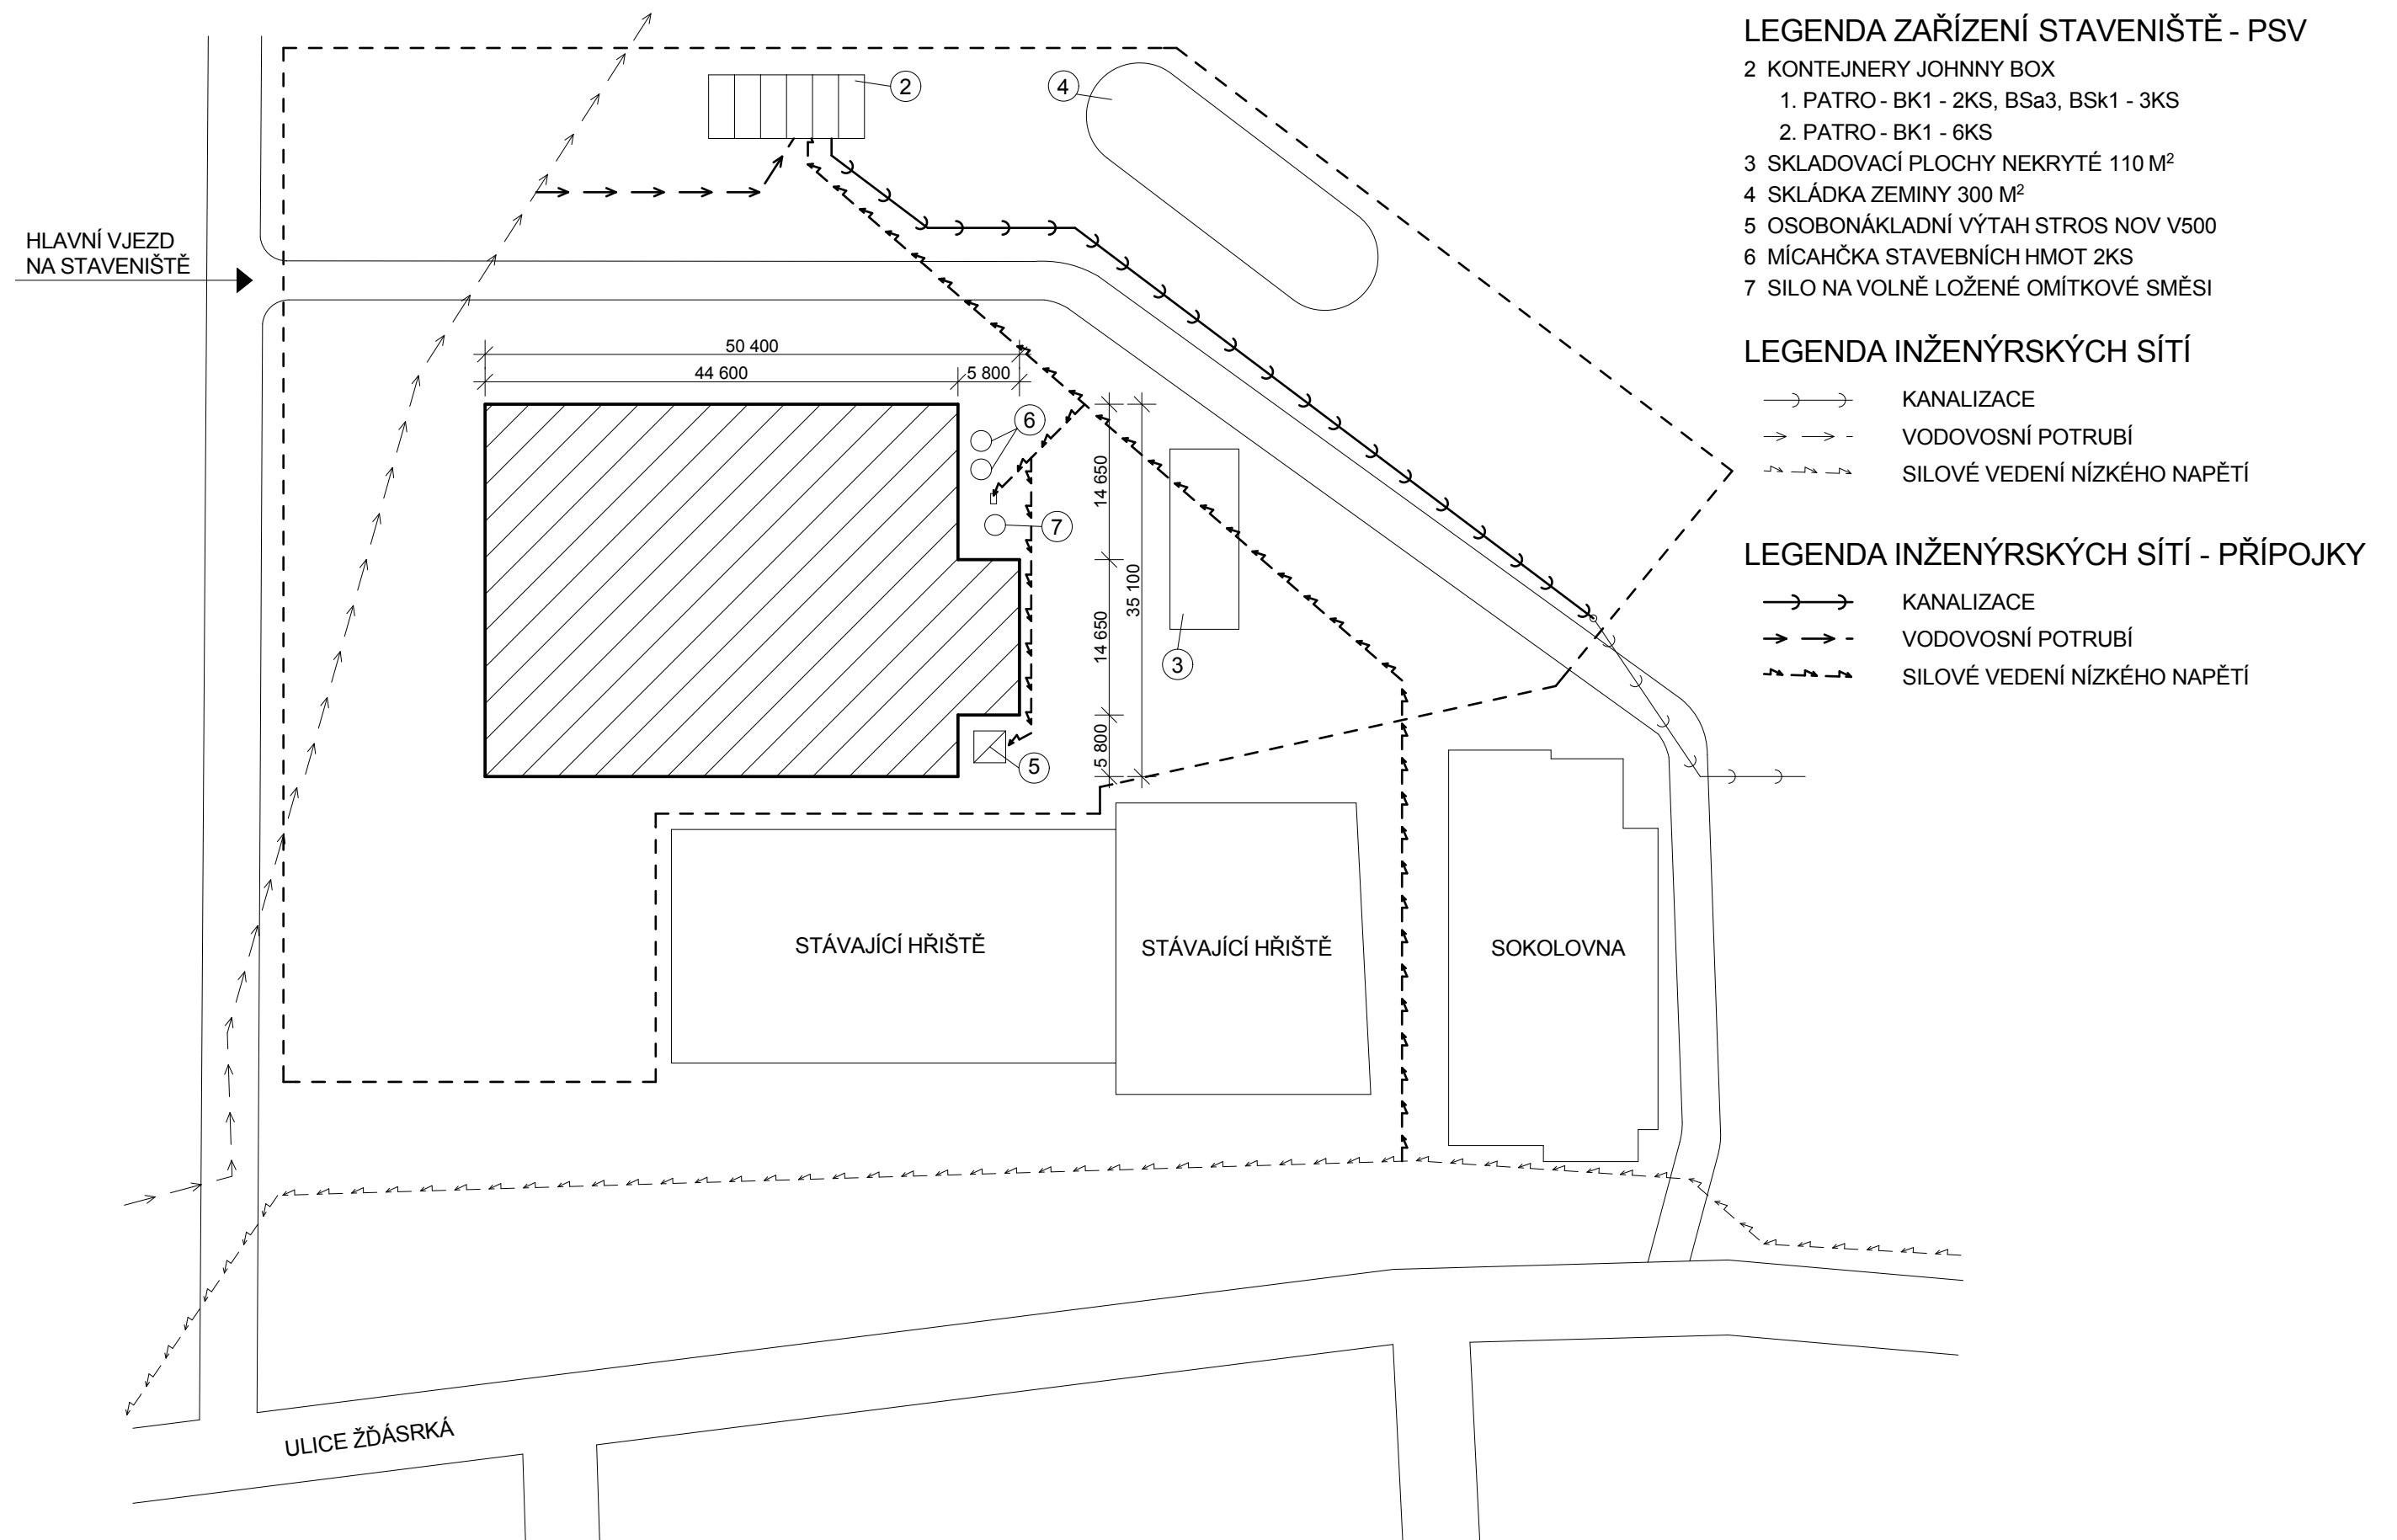 LEGENDA ZAŘÍZENÍ STAVENIŠTĚ - PSV
2 KONTEJNERY JOHNNY BOX
1. PATRO - BK1 - 2KS, BSa3, BSk1 - 3KS
2. PATRO - BK1 - 6KS
3 SKLADOVACÍ PLOCHY NEKRYTÉ 110 M²
4 SKLÁDKA ZEMINY 300 M²
5 OSOBONÁKLADNÍ VÝTAH STROS NOV V500
6 MÍCAHČKA STAVEBNÍCH HMOT 2KS
7 SILO NA VOLNĚ LOŽENÉ OMÍTKOVÉ SMĚSI
LEGENDA INŽENÝRSKÝCH SÍTÍ
KANALIZACE
VODOVOSNÍ POTRUBÍ
SILOVÉ VEDENÍ NÍZKÉHO NAPĚTÍ
LEGENDA INŽENÝRSKÝCH SÍTÍ - PŘÍPOJKY
KANALIZACE
VODOVOSNÍ POTRUBÍ
SILOVÉ VEDENÍ NÍZKÉHO NAPĚTÍ
2
4
HLAVNÍ VJEZD
NA STAVENIŠTĚ
50 400
44 600
5 800
6
7
14 650
14 650
5 800
35 100
3
5
STÁVAJÍCÍ HŘIŠTĚ
STÁVAJÍCÍ HŘIŠTĚ
SOKOLOVNA
ULICE ŽĎÁSRKÁ